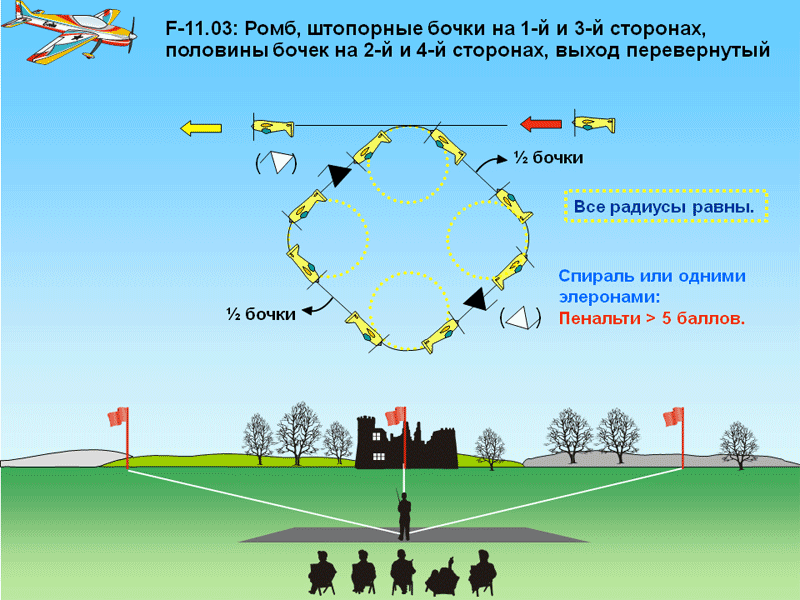 F-11.03: Ромб, штопорные бочки на 1-й и 3-й сторонах,
половины бочек на 2-й и 4-й сторонах, выход перевернутый
½ бочки
Все радиусы равны.
Спираль или одними
элеронами:
Пенальти > 5 баллов.
½ бочки